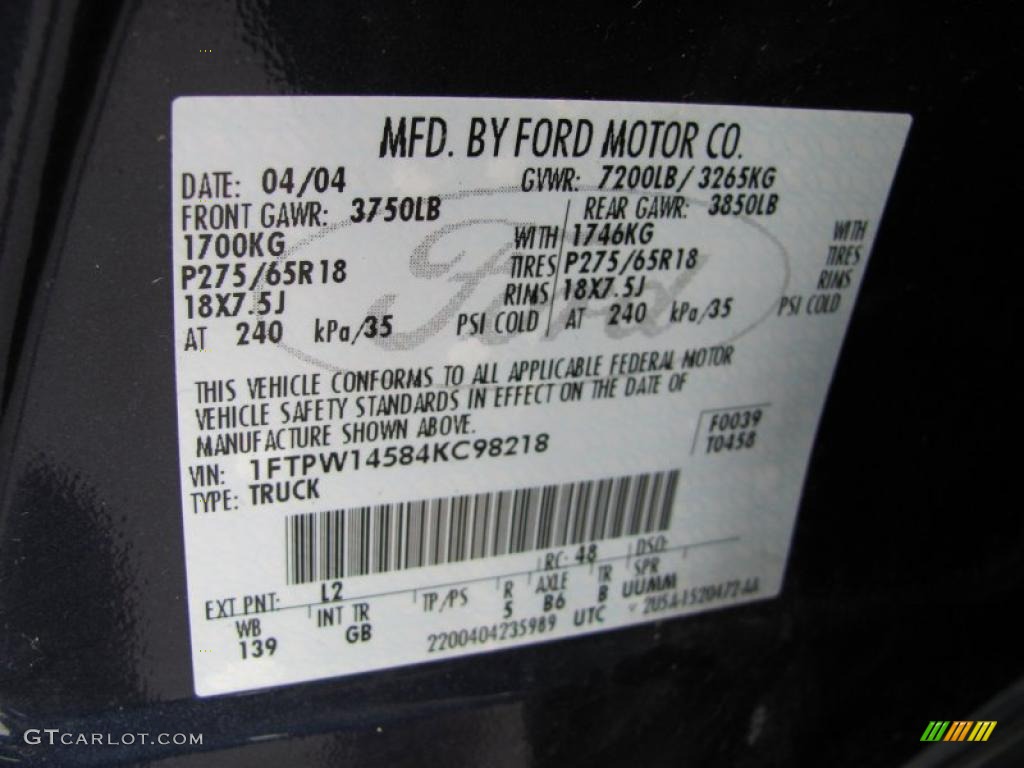 MFD. BY FORD MOTOR CO.
DATE: 04/04 GVWR: 7200LB/ 3265KG
FRONT GAWR: 3750LB REAR GAWR: 3850LB
1700KG WITH 1746KG WITH
P275/65R18 TIRES P275/65R18 TIRES
18X7.5J RIMS 18X7.5J RIMS
AT 240 kPa/35 PSI COLD AT 240 kPa/35 PSI COLD
Ford
THIS VEHICLE CONFORMS TO ALL APPLICABLE FEDERAL MOTOR
VEHICLE SAFETY STANDARDS IN EFFECT ON THE DATE OF
MANUFACTURE SHOWN ABOVE.
F0039
T0458
VIN: 1FTPW14584KC98218
TYPE: TRUCK
EXT PNT: L2 RC: 48 DSO:
WB INT TR TP/PS R AXLE TR SPR
139 GB 5 B6 B UUMM
2200404235989 UTC 2U5A-1520472-AA
GTCARLOT.COM